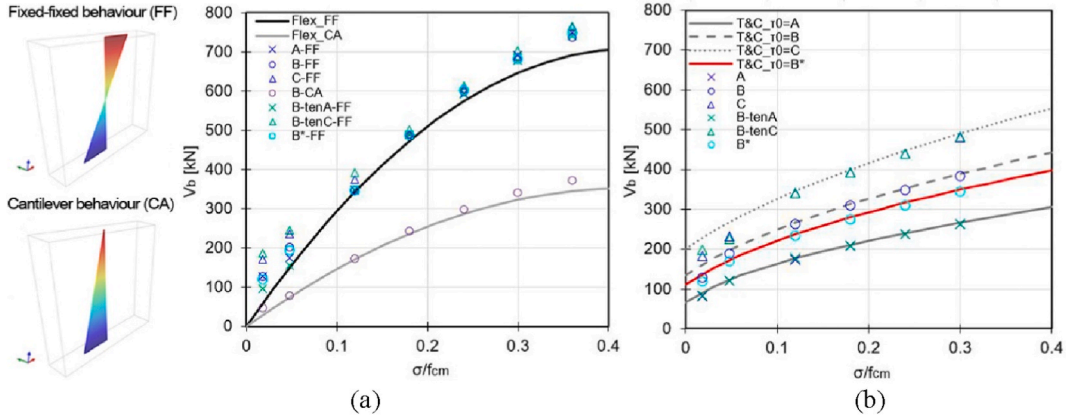 Fixed-fixed behaviour (FF)
Cantilever behaviour (CA)
800
700
600
500
400
300
200
100
0
Vb [kN]
Flex_FF
Flex_CA
A-FF
B-FF
C-FF
B-CA
B-tenA-FF
B-tenC-FF
B*-FF
0 0.1 0.2 0.3 0.4
σ/fcm
(a)
800
700
600
500
400
300
200
100
0
Vb [kN]
T&C_τ0=A
T&C_τ0=B
T&C_τ0=C
T&C_τ0=B*
A
B
C
B-tenA
B-tenC
B*
0 0.1 0.2 0.3 0.4
σ/fcm
(b)